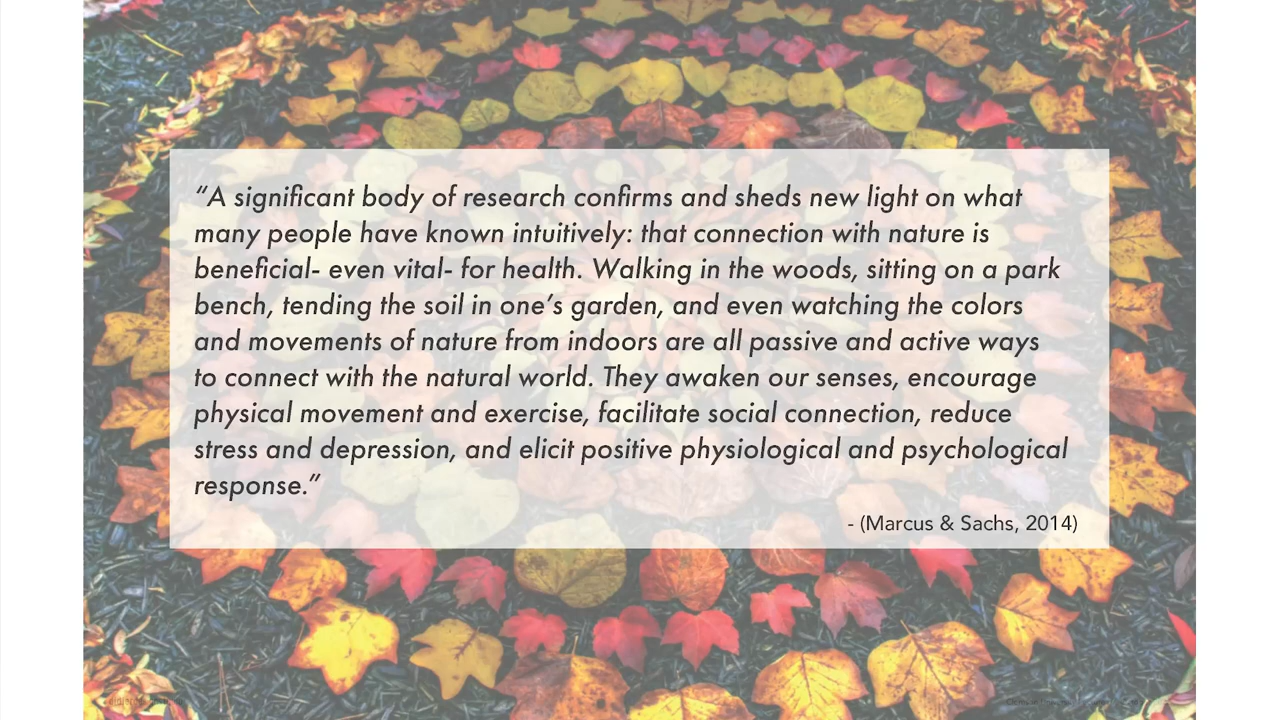 “A significant body of research confirms and sheds new light on what
many people have known intuitively: that connection with nature is
beneficial- even vital- for health. Walking in the woods, sitting on a park
bench, tending the soil in one’s garden, and even watching the colors
and movements of nature from indoors are all passive and active ways
to connect with the natural world. They awaken our senses, encourage
physical movement and exercise, facilitate social connection, reduce
stress and depression, and elicit positive physiological and psychological
response.”
- (Marcus & Sachs, 2014)